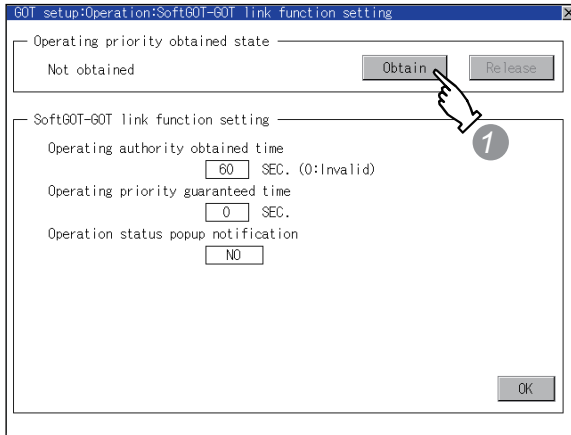 GOT setup:Operation:SoftGOT-GOT link function setting
Operating priority obtained state
Not obtained
Obtain
Release
SoftGOT-GOT link function setting
Operating authority obtained time
60 SEC. (0:Invalid)
Operating priority guaranteed time
0 SEC.
Operation status popup notification
NO
OK
1